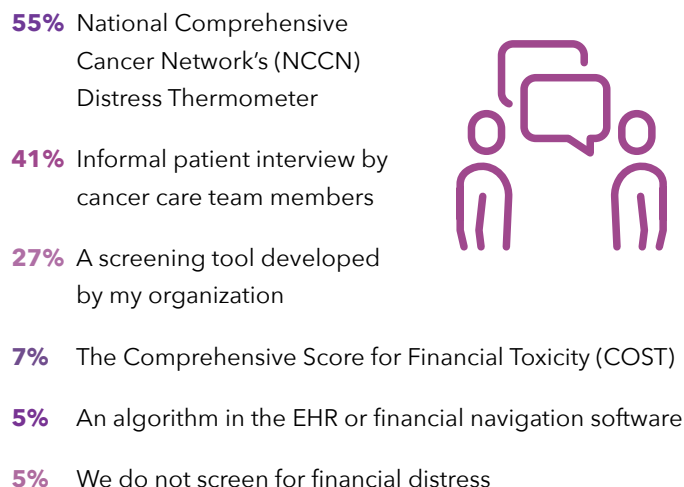 55% National Comprehensive
Cancer Network’s (NCCN)
Distress Thermometer
41% Informal patient interview by
cancer care team members
27% A screening tool developed
by my organization
7% The Comprehensive Score for Financial Toxicity (COST)
5% An algorithm in the EHR or financial navigation software
5% We do not screen for financial distress